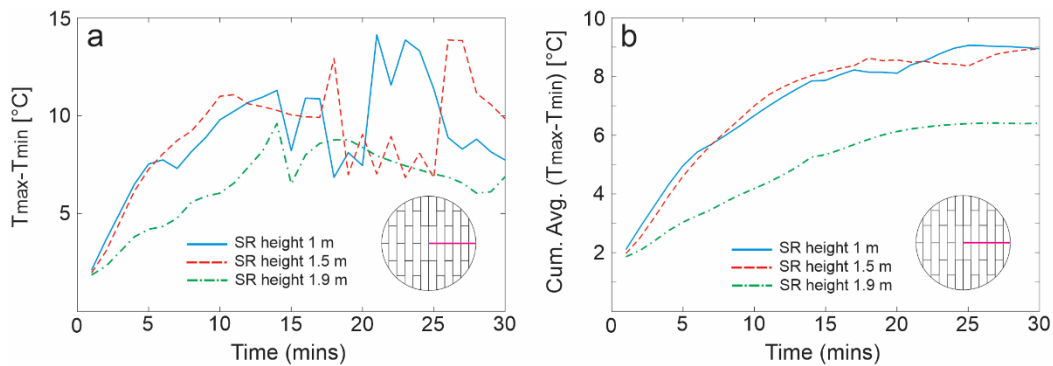 a
15
10
5
Tmax-Tmin [°C]
SR height 1 m
SR height 1.5 m
SR height 1.9 m
0 5 10 15 20 25 30
Time (mins)
b
10
8
6
4
2
Cum. Avg. (Tmax-Tmin) [°C]
SR height 1 m
SR height 1.5 m
SR height 1.9 m
0 5 10 15 20 25 30
Time (mins)